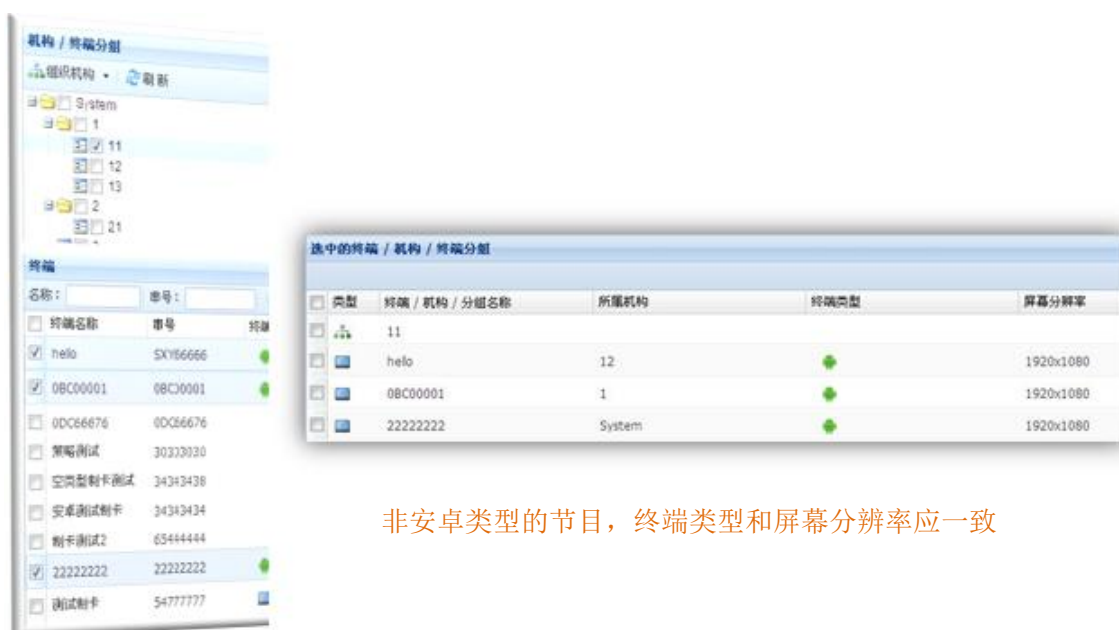 机构 / 终端分组
组织机构 刷新
System
1
11
12
13
2
21
终端
名称： 串号：
终端名称 串号
hello SXY66666
0BC00001 0BC00001
0DC66676 0DC66676
策略测试 30303030
空类型制卡测试 34343438
安卓测试制卡 34343434
制卡测试2 65444444
22222222 22222222
测试制卡 54777777
选中的终端 / 机构 / 终端分组
类型 终端 / 机构 / 分组名称 所属机构 终端类型 屏幕分辨率
11
hello 12 1920x1080
0BC00001 1 1920x1080
22222222 System 1920x1080
非安卓类型的节目，终端类型和屏幕分辨率应一致